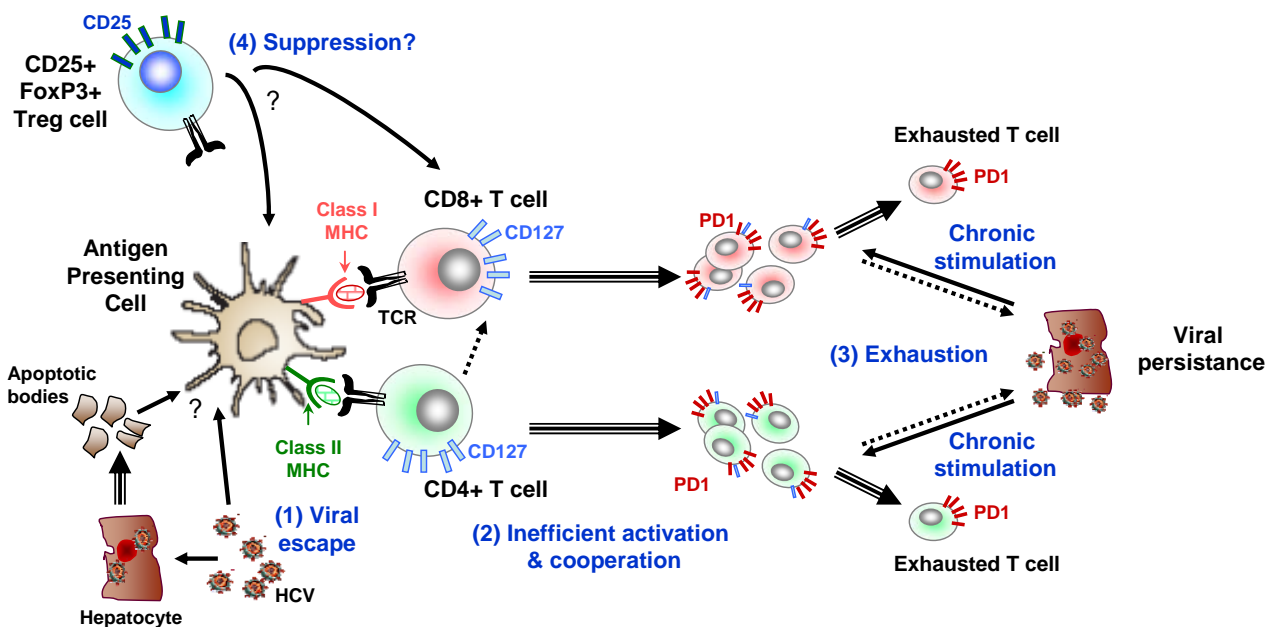 CD25
(4) Suppression?
CD25+
FoxP3+
Treg cell
?
Exhausted T cell
PD1
CD8+ T cell
Class I
MHC
CD127
PD1
Chronic
stimulation
Antigen
Presenting
Cell
TCR
(3) Exhaustion
Viral
persistance
Apoptotic
bodies
?
Class II
MHC
CD127
CD4+ T cell
PD1
Chronic
stimulation
PD1
Exhausted T cell
(1) Viral
escape
(2) Inefficient activation
& cooperation
HCV
Hepatocyte